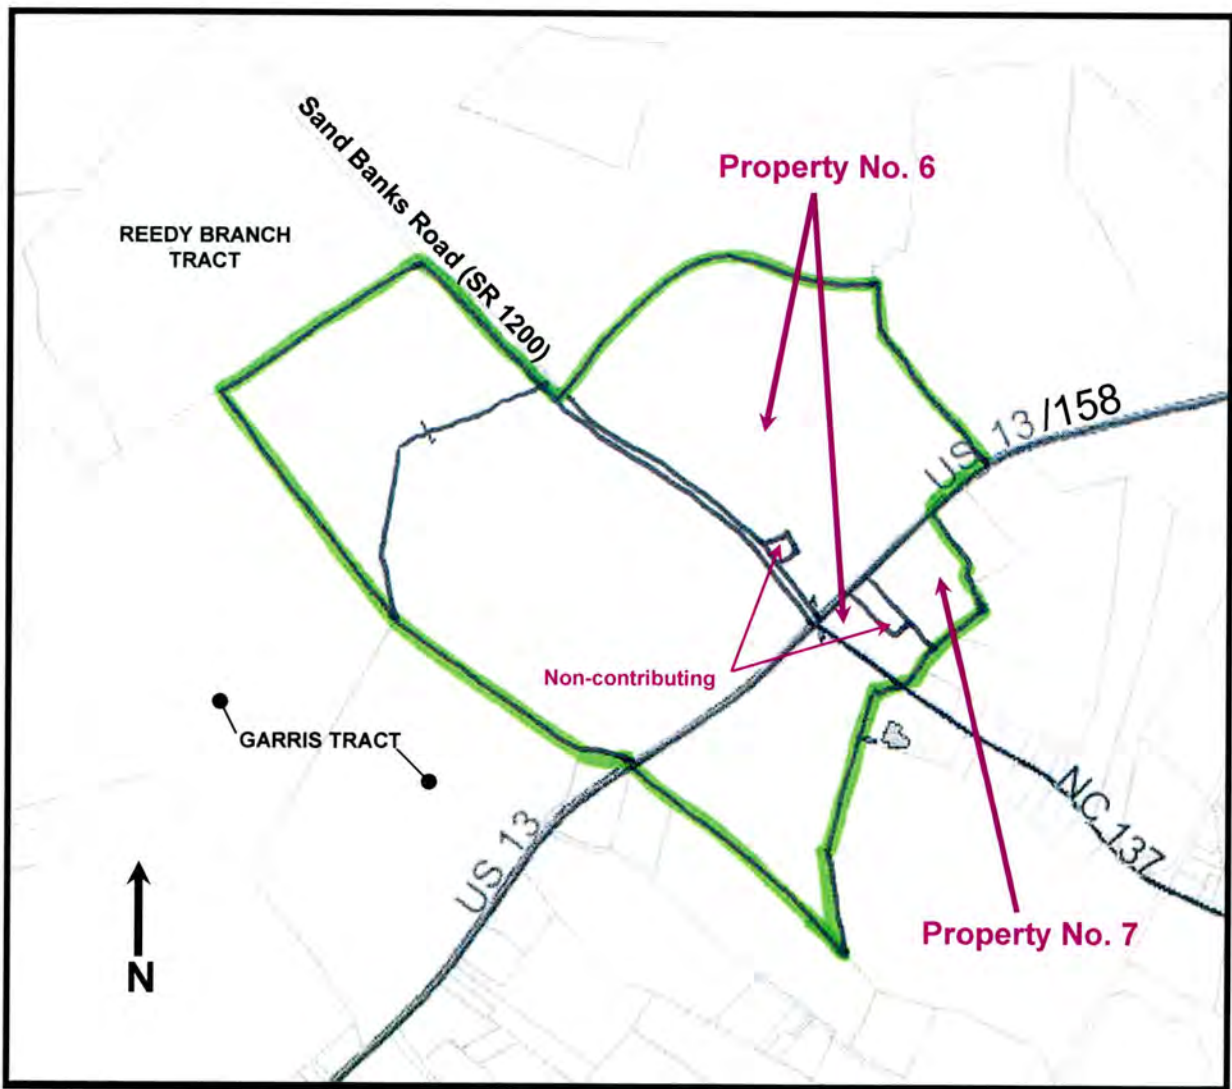 Sand Banks Road (SR 1200)
Property No. 6
REEDY BRANCH
TRACT
US 13 /158
Non-contributing
GARRIS TRACT
US 13
NC 137
Property No. 7
N